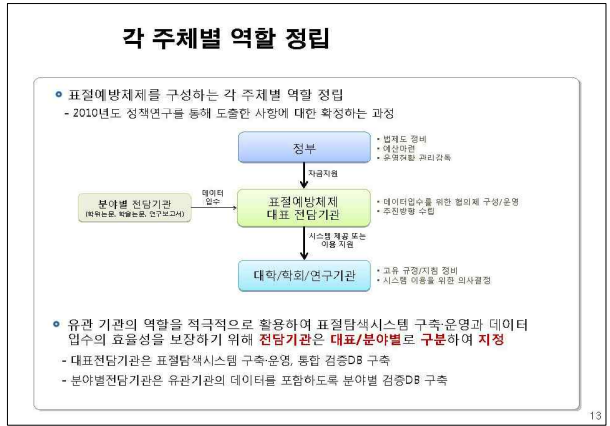 각 주체별 역할 정립
표절예방체제를 구성하는 각 주체별 역할 정립
- 2010년도 정책연구를 통해 도출한 사항에 대한 확정하는 과정
정부
• 법제도 정비
• 예산마련
• 운영현황 관리감독
자금지원
분야별 전담기관
(학위논문, 학술논문, 연구보고서)
데이터
입수
표절예방체제
대표 전담기관
• 데이터입수를 위한 협의체 구성/운영
• 추진방향 수립
시스템 제공 또는
이용 지원
대학/학회/연구기관
• 고유 규정/지침 정비
• 시스템 이용을 위한 의사결정
유관 기관의 역할을 적극적으로 활용하여 표절탐색시스템 구축·운영과 데이터
입수의 효율성을 보장하기 위해 전담기관은 대표/분야별로 구분하여 지정
- 대표전담기관은 표절탐색시스템 구축·운영, 통합 검증DB 구축
- 분야별전담기관은 유관기관의 데이터를 포함하도록 분야별 검증DB 구축
13